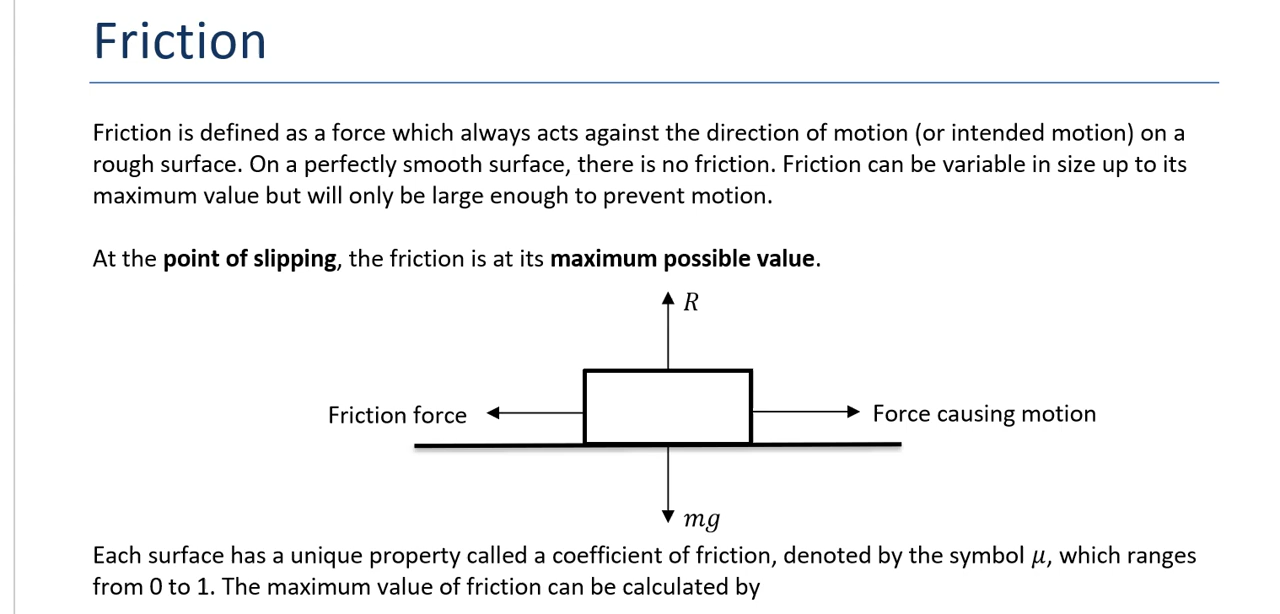 Friction
Friction is defined as a force which always acts against the direction of motion (or intended motion) on a
rough surface. On a perfectly smooth surface, there is no friction. Friction can be variable in size up to its
maximum value but will only be large enough to prevent motion.
At the point of slipping, the friction is at its maximum possible value.
R
Friction force
Force causing motion
mg
Each surface has a unique property called a coefficient of friction, denoted by the symbol μ, which ranges
from 0 to 1. The maximum value of friction can be calculated by